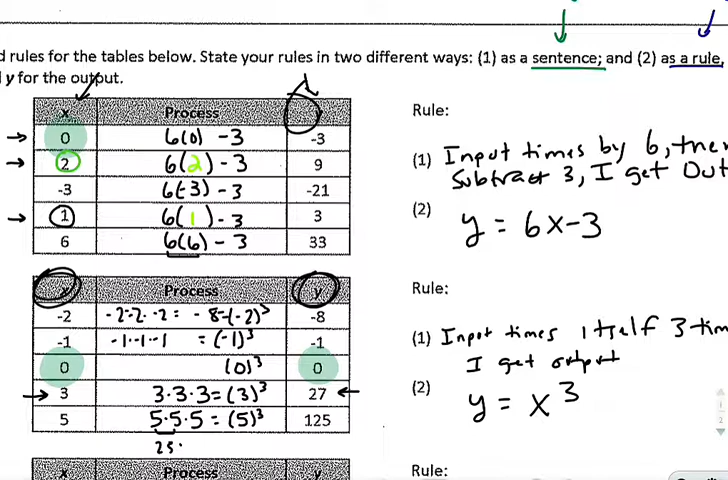 d rules for the tables below. State your rules in two different ways: (1) as a sentence; and (2) as a rule,
y for the output.
x Process y
0 6(0) -3 -3
2 6(2) - 3 9
-3 6(-3) - 3 -21
1 6(1) - 3 3
6 6(6) - 3 33
Rule:
(1) Input times by 6, then
Subtract 3, I get Out
(2) y = 6x-3
x Process y
-2 -2·-2·-2 = -8=(-2)³ -8
-1 -1·-1·-1 = (-1)³ -1
0 (0)³ 0
3 3·3·3=(3)³ 27
5 5·5·5 = (5)³ 125
25·
Rule:
(1) Input times itself 3 tim
I get output
(2) y = x³
x Process y
Rule: